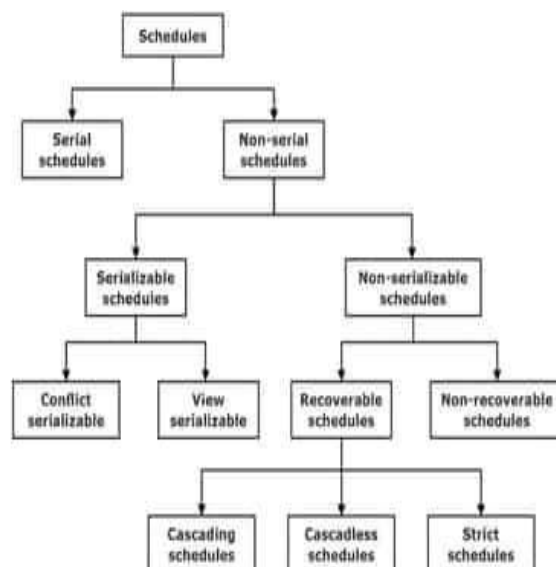 Schedules
Serial
schedules
Non-serial
schedules
Serializable
schedules
Non-serializable
schedules
Conflict
serializable
View
serializable
Recoverable
schedules
Non-recoverable
schedules
Cascading
schedules
Cascadless
schedules
Strict
schedules